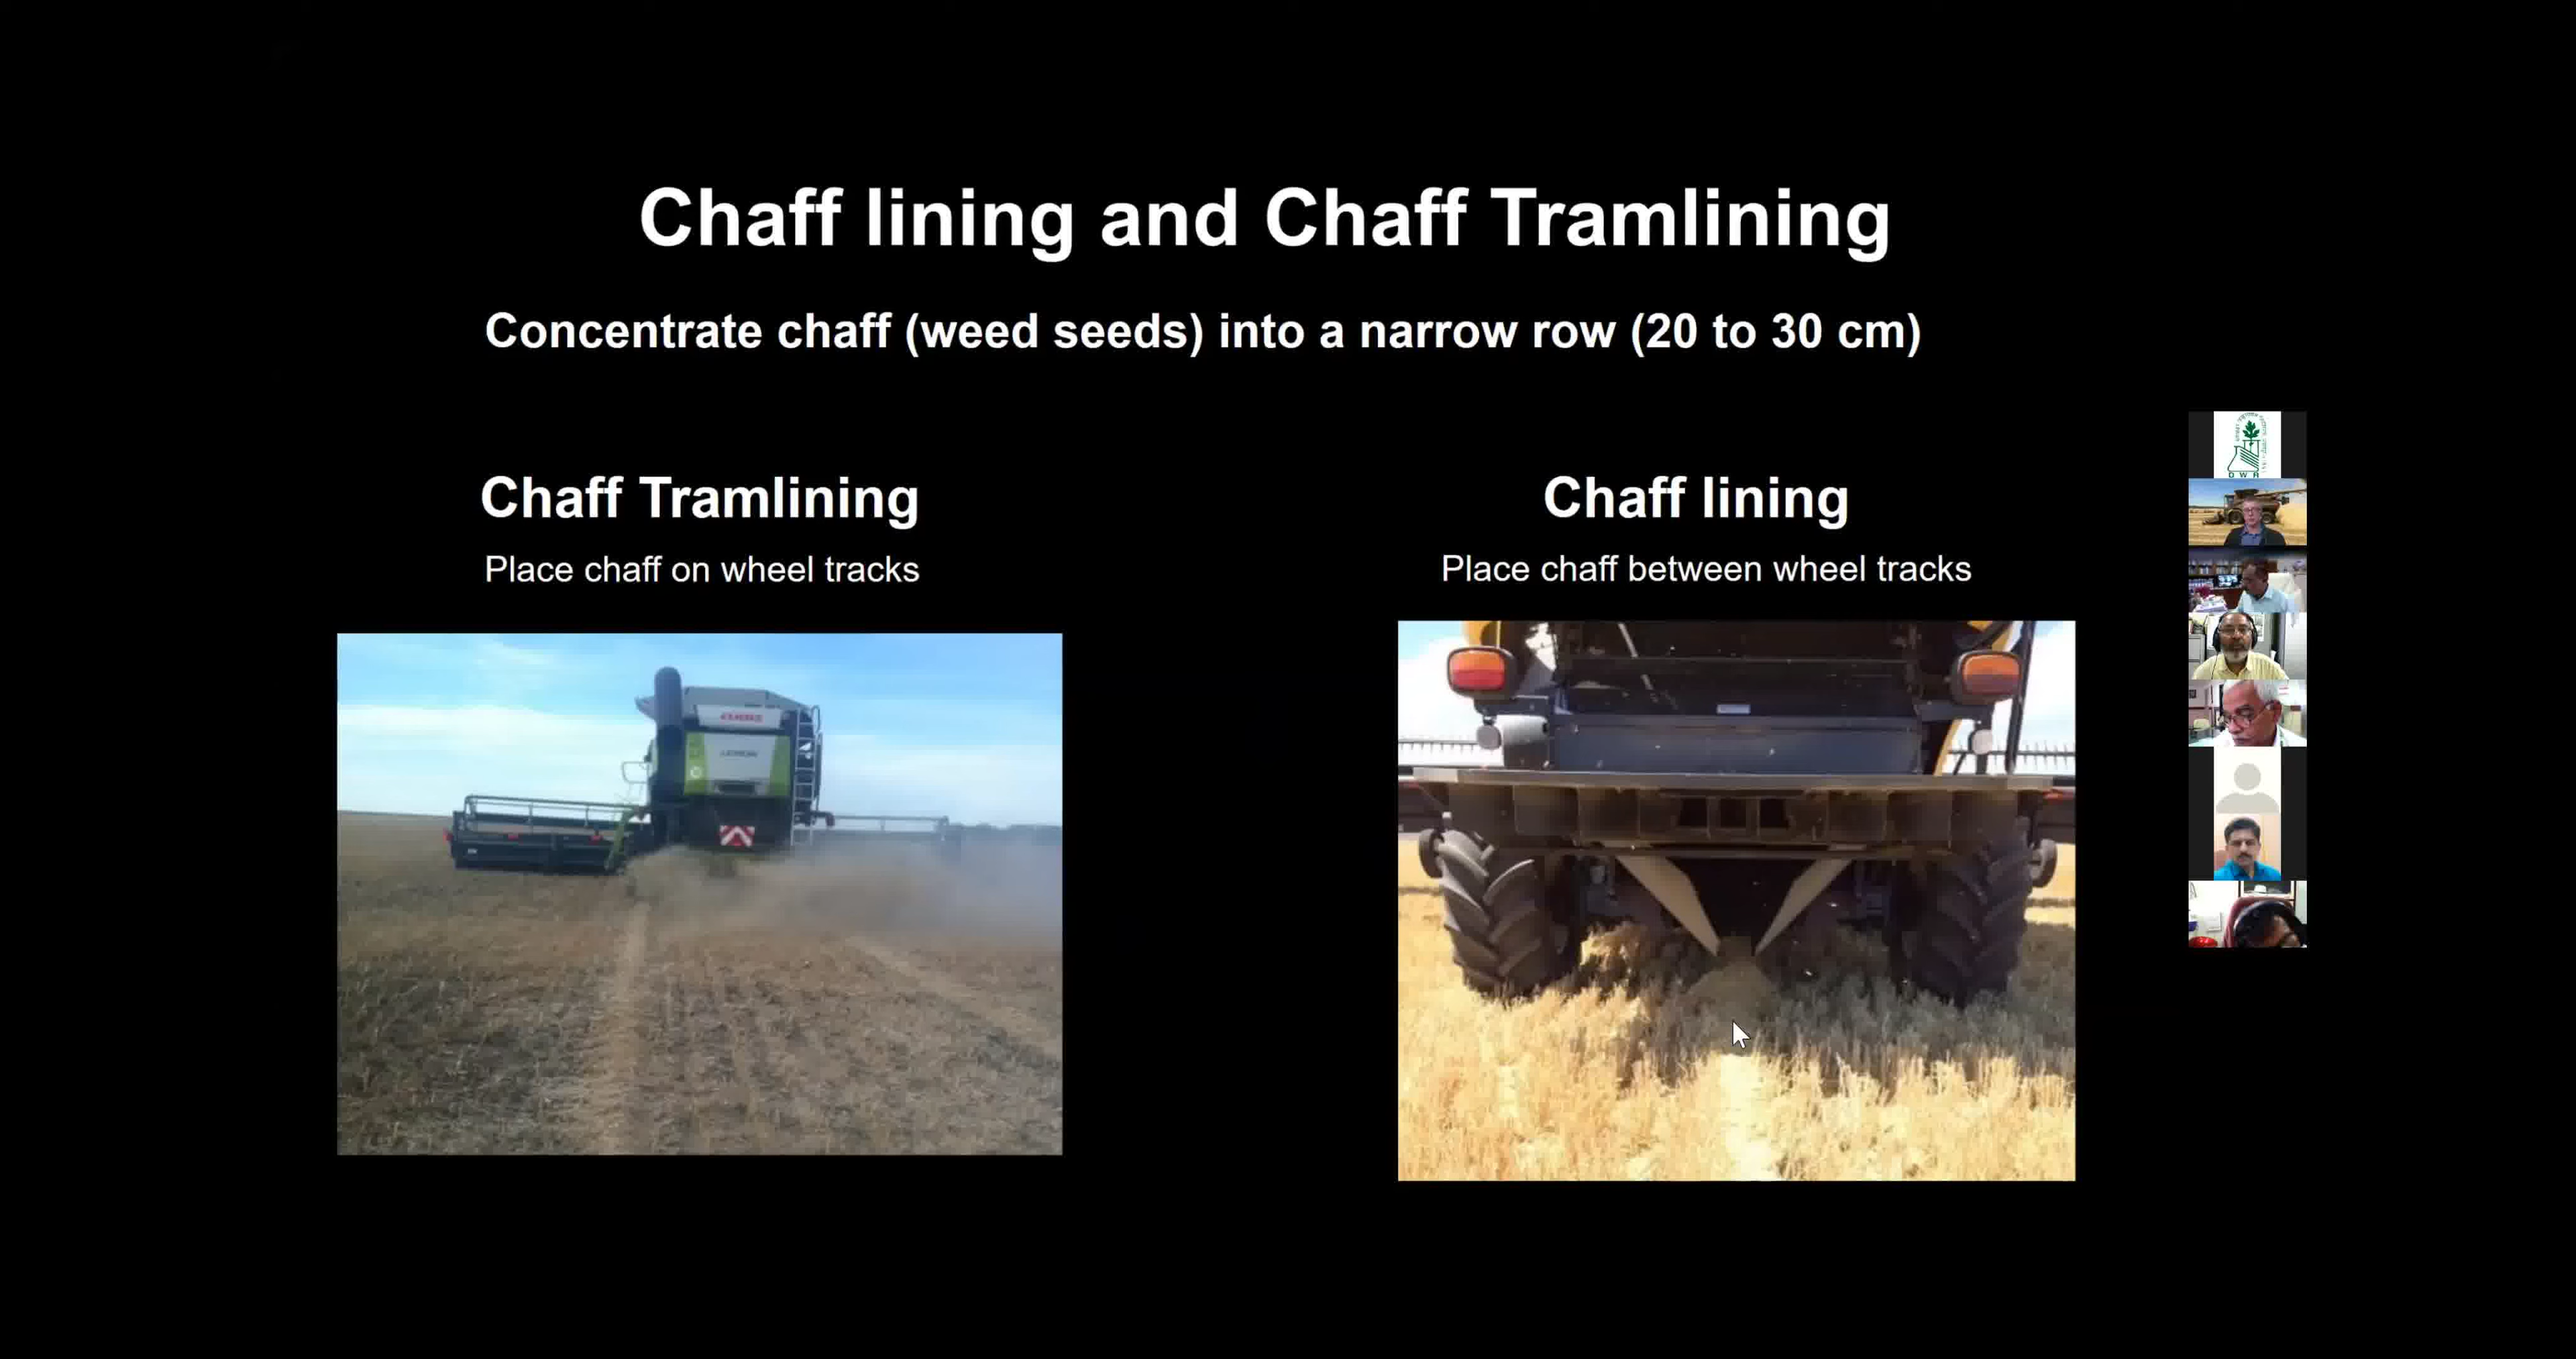 Chaff lining and Chaff Tramlining
Concentrate chaff (weed seeds) into a narrow row (20 to 30 cm)
Chaff Tramlining
Place chaff on wheel tracks
Chaff lining
Place chaff between wheel tracks
CLAAS
LEXION
D W R